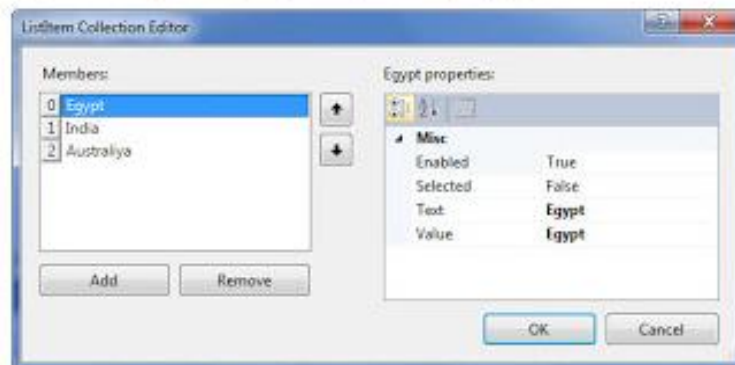 ListItem Collection Editor
Members:
0 Egypt
1 India
2 Australiya
Add
Remove
Egypt properties:
Misc
Enabled True
Selected False
Text Egypt
Value Egypt
OK
Cancel